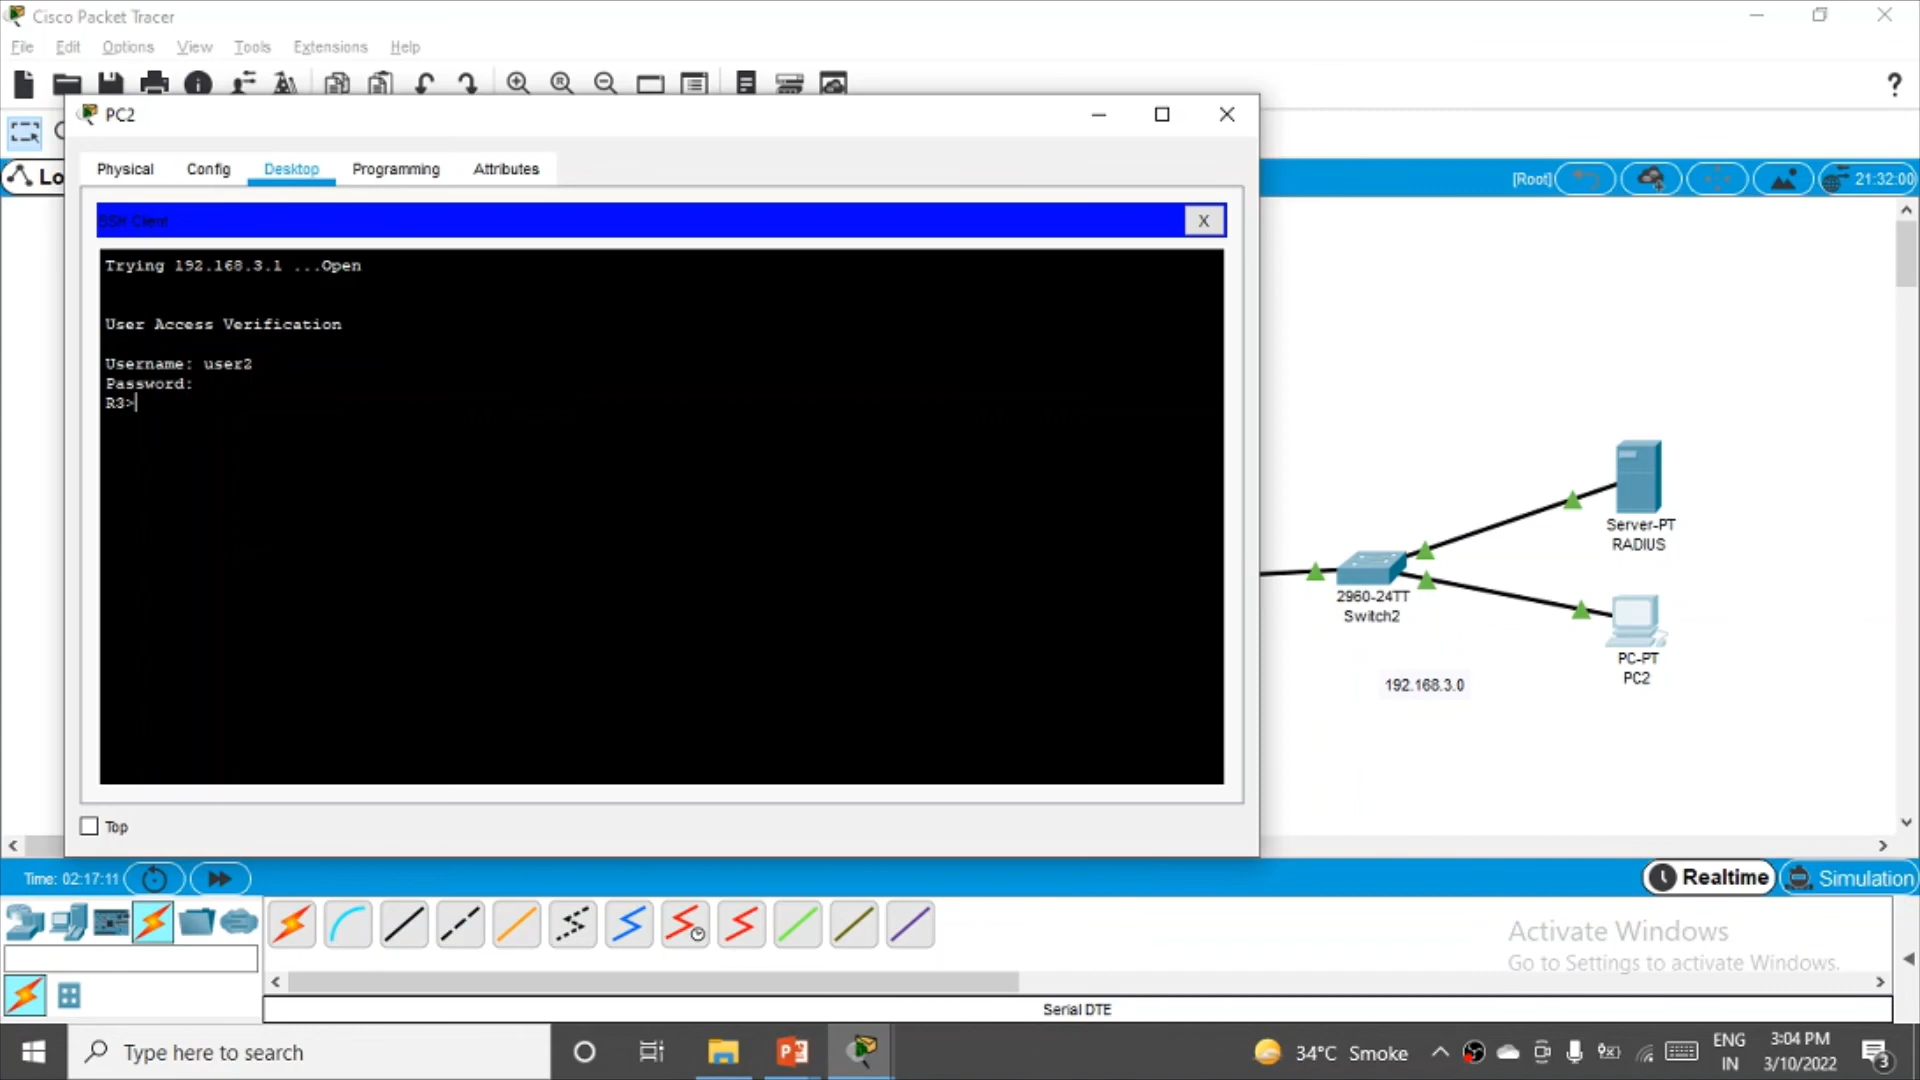 Cisco Packet Tracer
File Edit Options View Tools Extensions Help
?
PC2
Lo
[Root]
21:32:00
Physical Config Desktop Programming Attributes
SSH Client
X
Trying 192.168.3.1 ...Open
User Access Verification
Username: user2
Password:
R3>
Server-PT
RADIUS
2960-24TT
Switch2
PC-PT
PC2
192.168.3.0
Top
Time: 02:17:11
Realtime
Simulation
Activate Windows
Go to Settings to activate Windows.
Serial DTE
Type here to search
34°C Smoke
ENG
IN
3:04 PM
3/10/2022
3